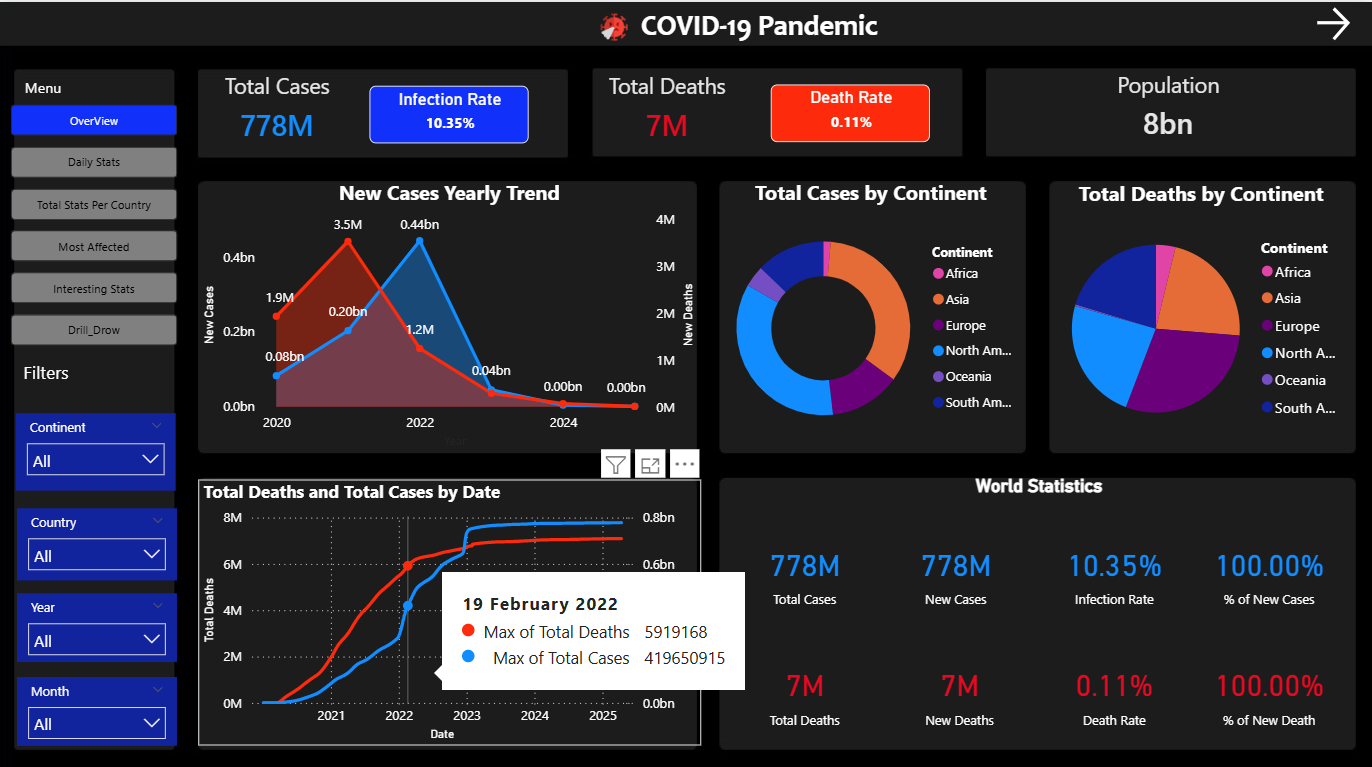 COVID-19 Pandemic
Menu
OverView
Daily Stats
Total Stats Per Country
Most Affected
Interesting Stats
Drill_Drow
Filters
Continent
All
Country
All
Year
All
Month
All
Total Cases
778M
Infection Rate
10.35%
Total Deaths
7M
Death Rate
0.11%
Population
8bn
New Cases Yearly Trend
New Cases
0.4bn
0.2bn
0.0bn
4M
3M
2M
1M
0M
New Deaths
1.9M
3.5M
1.2M
0.08bn
0.20bn
0.44bn
0.04bn
0.00bn
0.00bn
2020
2022
2024
Year
Total Cases by Continent
Continent
Africa
Asia
Europe
North Am...
Oceania
South Am...
Total Deaths by Continent
Continent
Africa
Asia
Europe
North A...
Oceania
South A...
Total Deaths and Total Cases by Date
Total Deaths
8M
6M
4M
2M
0M
0.8bn
0.6bn
0.0bn
2021
2022
2023
2024
2025
Date
19 February 2022
Max of Total Deaths 5919168
Max of Total Cases 419650915
World Statistics
778M
Total Cases
778M
New Cases
10.35%
Infection Rate
100.00%
% of New Cases
7M
Total Deaths
7M
New Deaths
0.11%
Death Rate
100.00%
% of New Death